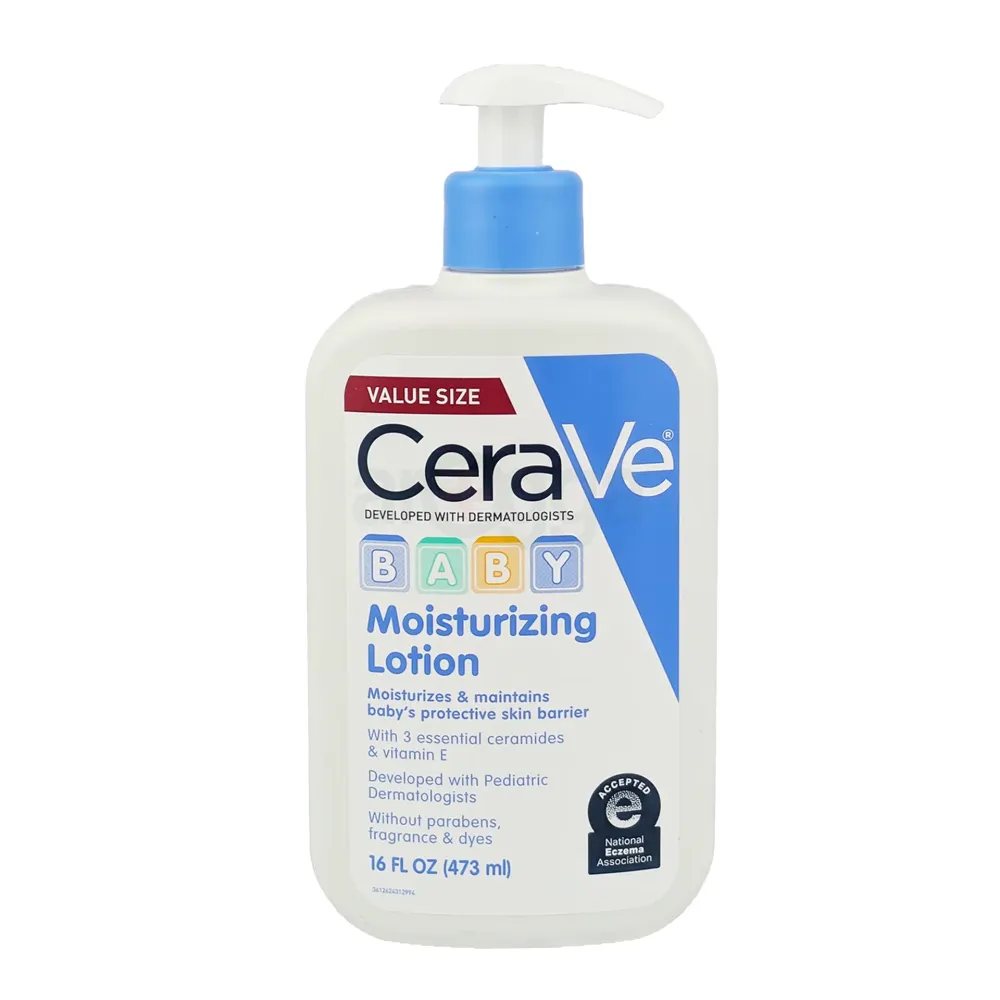 VALUE SIZE
CeraVe®
DEVELOPED WITH DERMATOLOGISTS
BABY
Moisturizing
Lotion
Moisturizes & maintains
baby's protective skin barrier
With 3 essential ceramides
& vitamin E
Developed with Pediatric
Dermatologists
Without parabens,
fragrance & dyes
16 FL OZ (473 ml)
ACCEPTED
e
National
Eczema
Association